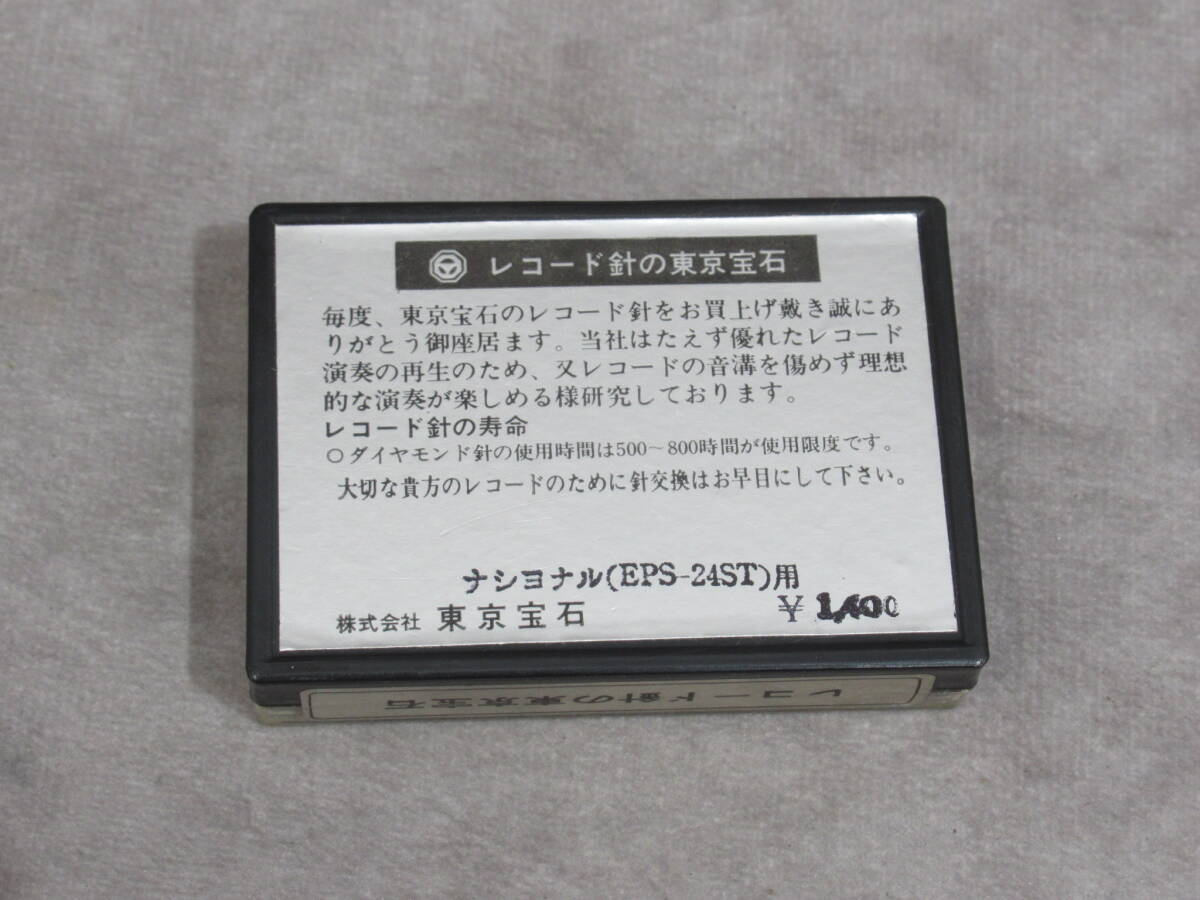 レコード針の東京宝石
毎度、東京宝石のレコード針をお買上げ戴き誠にあ
りがとう御座居ます。当社はたえず優れたレコード
演奏の再生のため、又レコードの音溝を傷めず理想
的な演奏が楽しめる様研究しております。
レコード針の寿命
○ダイヤモンド針の使用時間は500〜800時間が使用限度です。
大切な貴方のレコードのために針交換はお早目にして下さい。
ナシヨナル(EPS-24ST)用
株式会社 東京宝石 ¥
レコード針の東京宝石